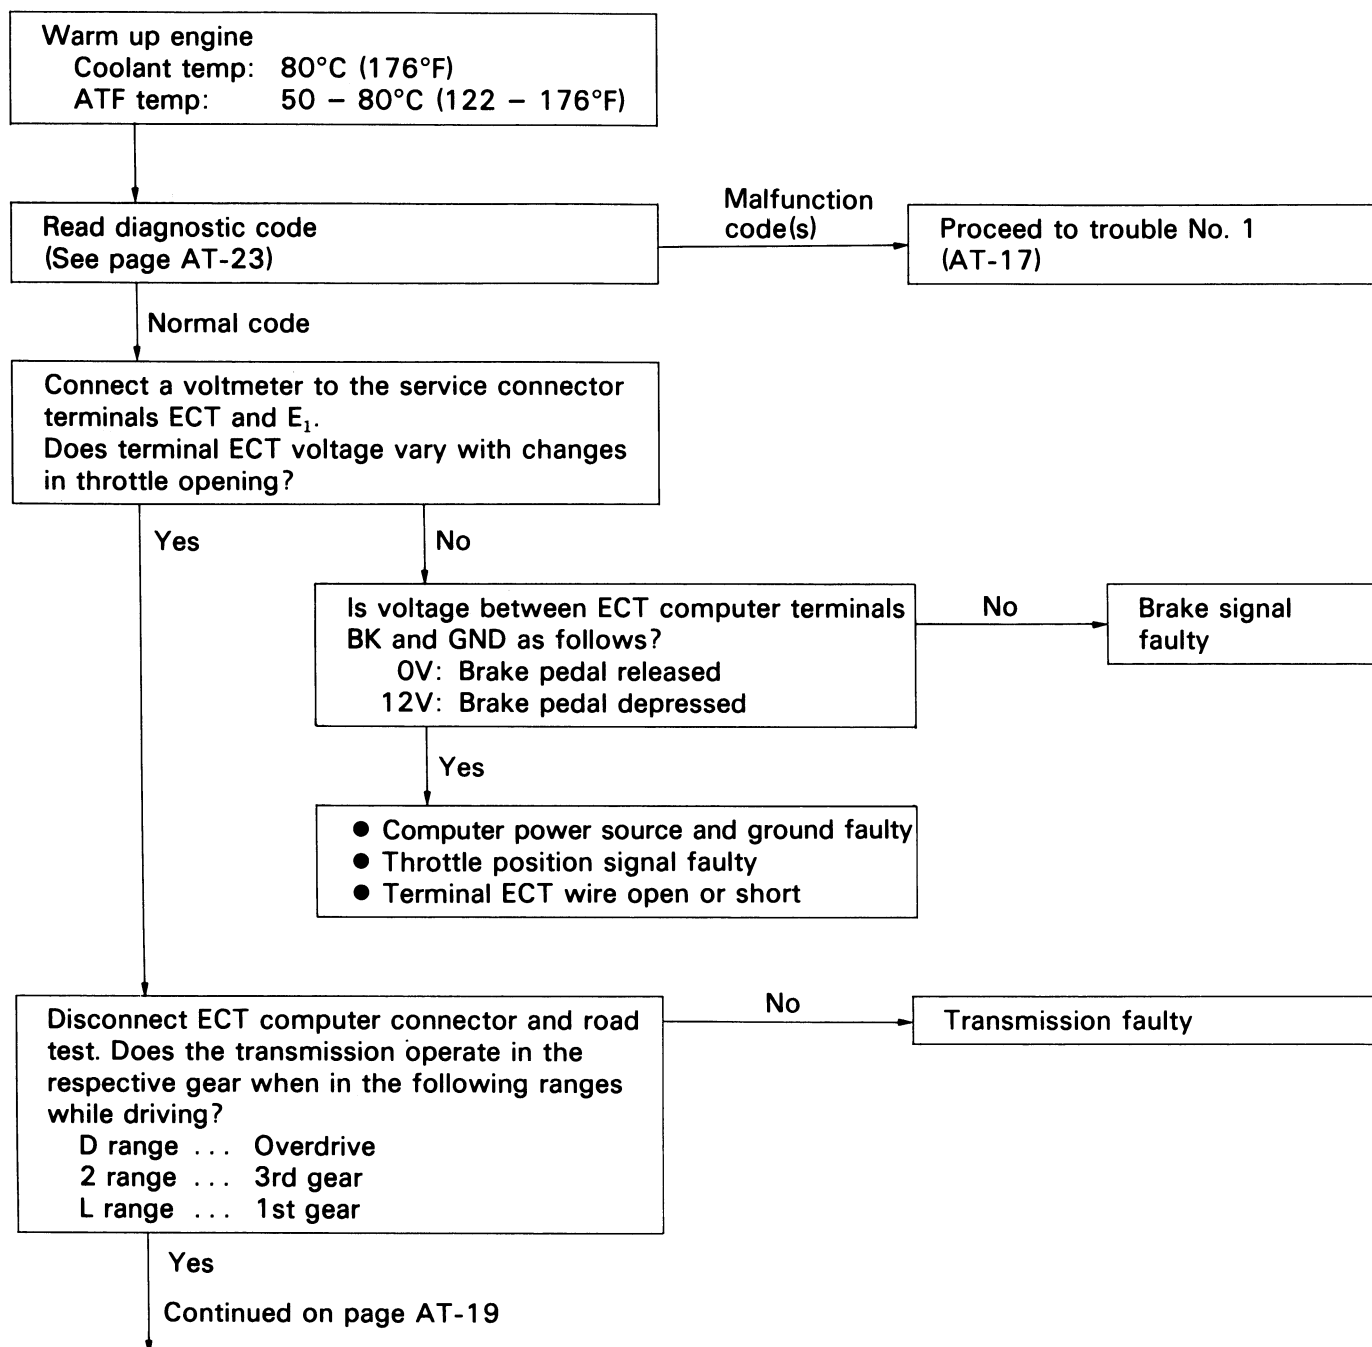 Warm up engine
Coolant temp: 80°C (176°F)
ATF temp: 50 – 80°C (122 – 176°F)
Read diagnostic code
(See page AT-23)
Malfunction
code(s)
Proceed to trouble No. 1
(AT-17)
Normal code
Connect a voltmeter to the service connector
terminals ECT and E₁.
Does terminal ECT voltage vary with changes
in throttle opening?
Yes
No
Is voltage between ECT computer terminals
BK and GND as follows?
0V: Brake pedal released
12V: Brake pedal depressed
No
Brake signal
faulty
Yes
● Computer power source and ground faulty
● Throttle position signal faulty
● Terminal ECT wire open or short
Disconnect ECT computer connector and road
test. Does the transmission operate in the
respective gear when in the following ranges
while driving?
D range ... Overdrive
2 range ... 3rd gear
L range ... 1st gear
No
Transmission faulty
Yes
Continued on page AT-19